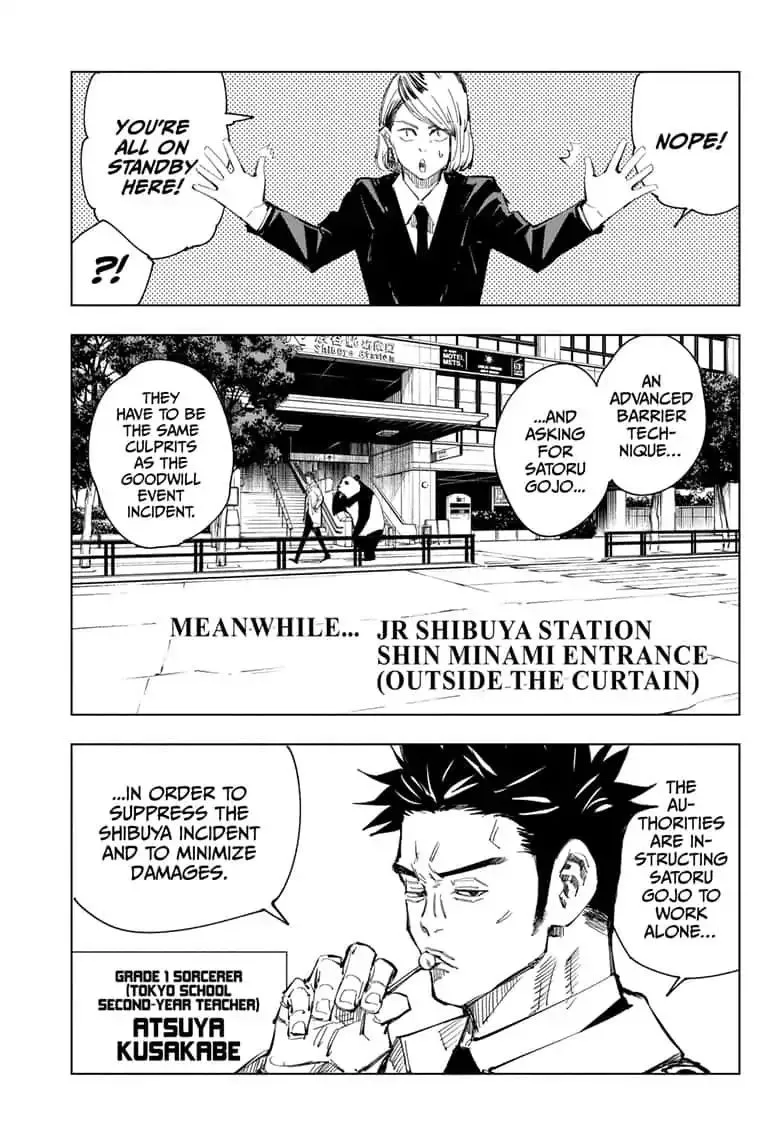 NOPE!
YOU'RE
ALL ON
STANDBY
HERE!
?!
AN
ADVANCED
BARRIER
TECH-
NIQUE...
...AND
ASKING
FOR
SATORU
GOJO...
THEY
HAVE TO BE
THE SAME
CULPRITS
AS THE
GOODWILL
EVENT
INCIDENT.
Shibuya Station
MOTEL
METS
MEANWHILE... JR SHIBUYA STATION
SHIN MINAMI ENTRANCE
(OUTSIDE THE CURTAIN)
THE
AU-
THORITIES
ARE IN-
STRUCTING
SATORU
GOJO TO
WORK
ALONE...
...IN ORDER TO
SUPPRESS THE
SHIBUYA INCIDENT
AND TO MINIMIZE
DAMAGES.
GRADE 1 SORCERER
(TOKYO SCHOOL
SECOND-YEAR TEACHER)
ATSUYA
KUSAKABE